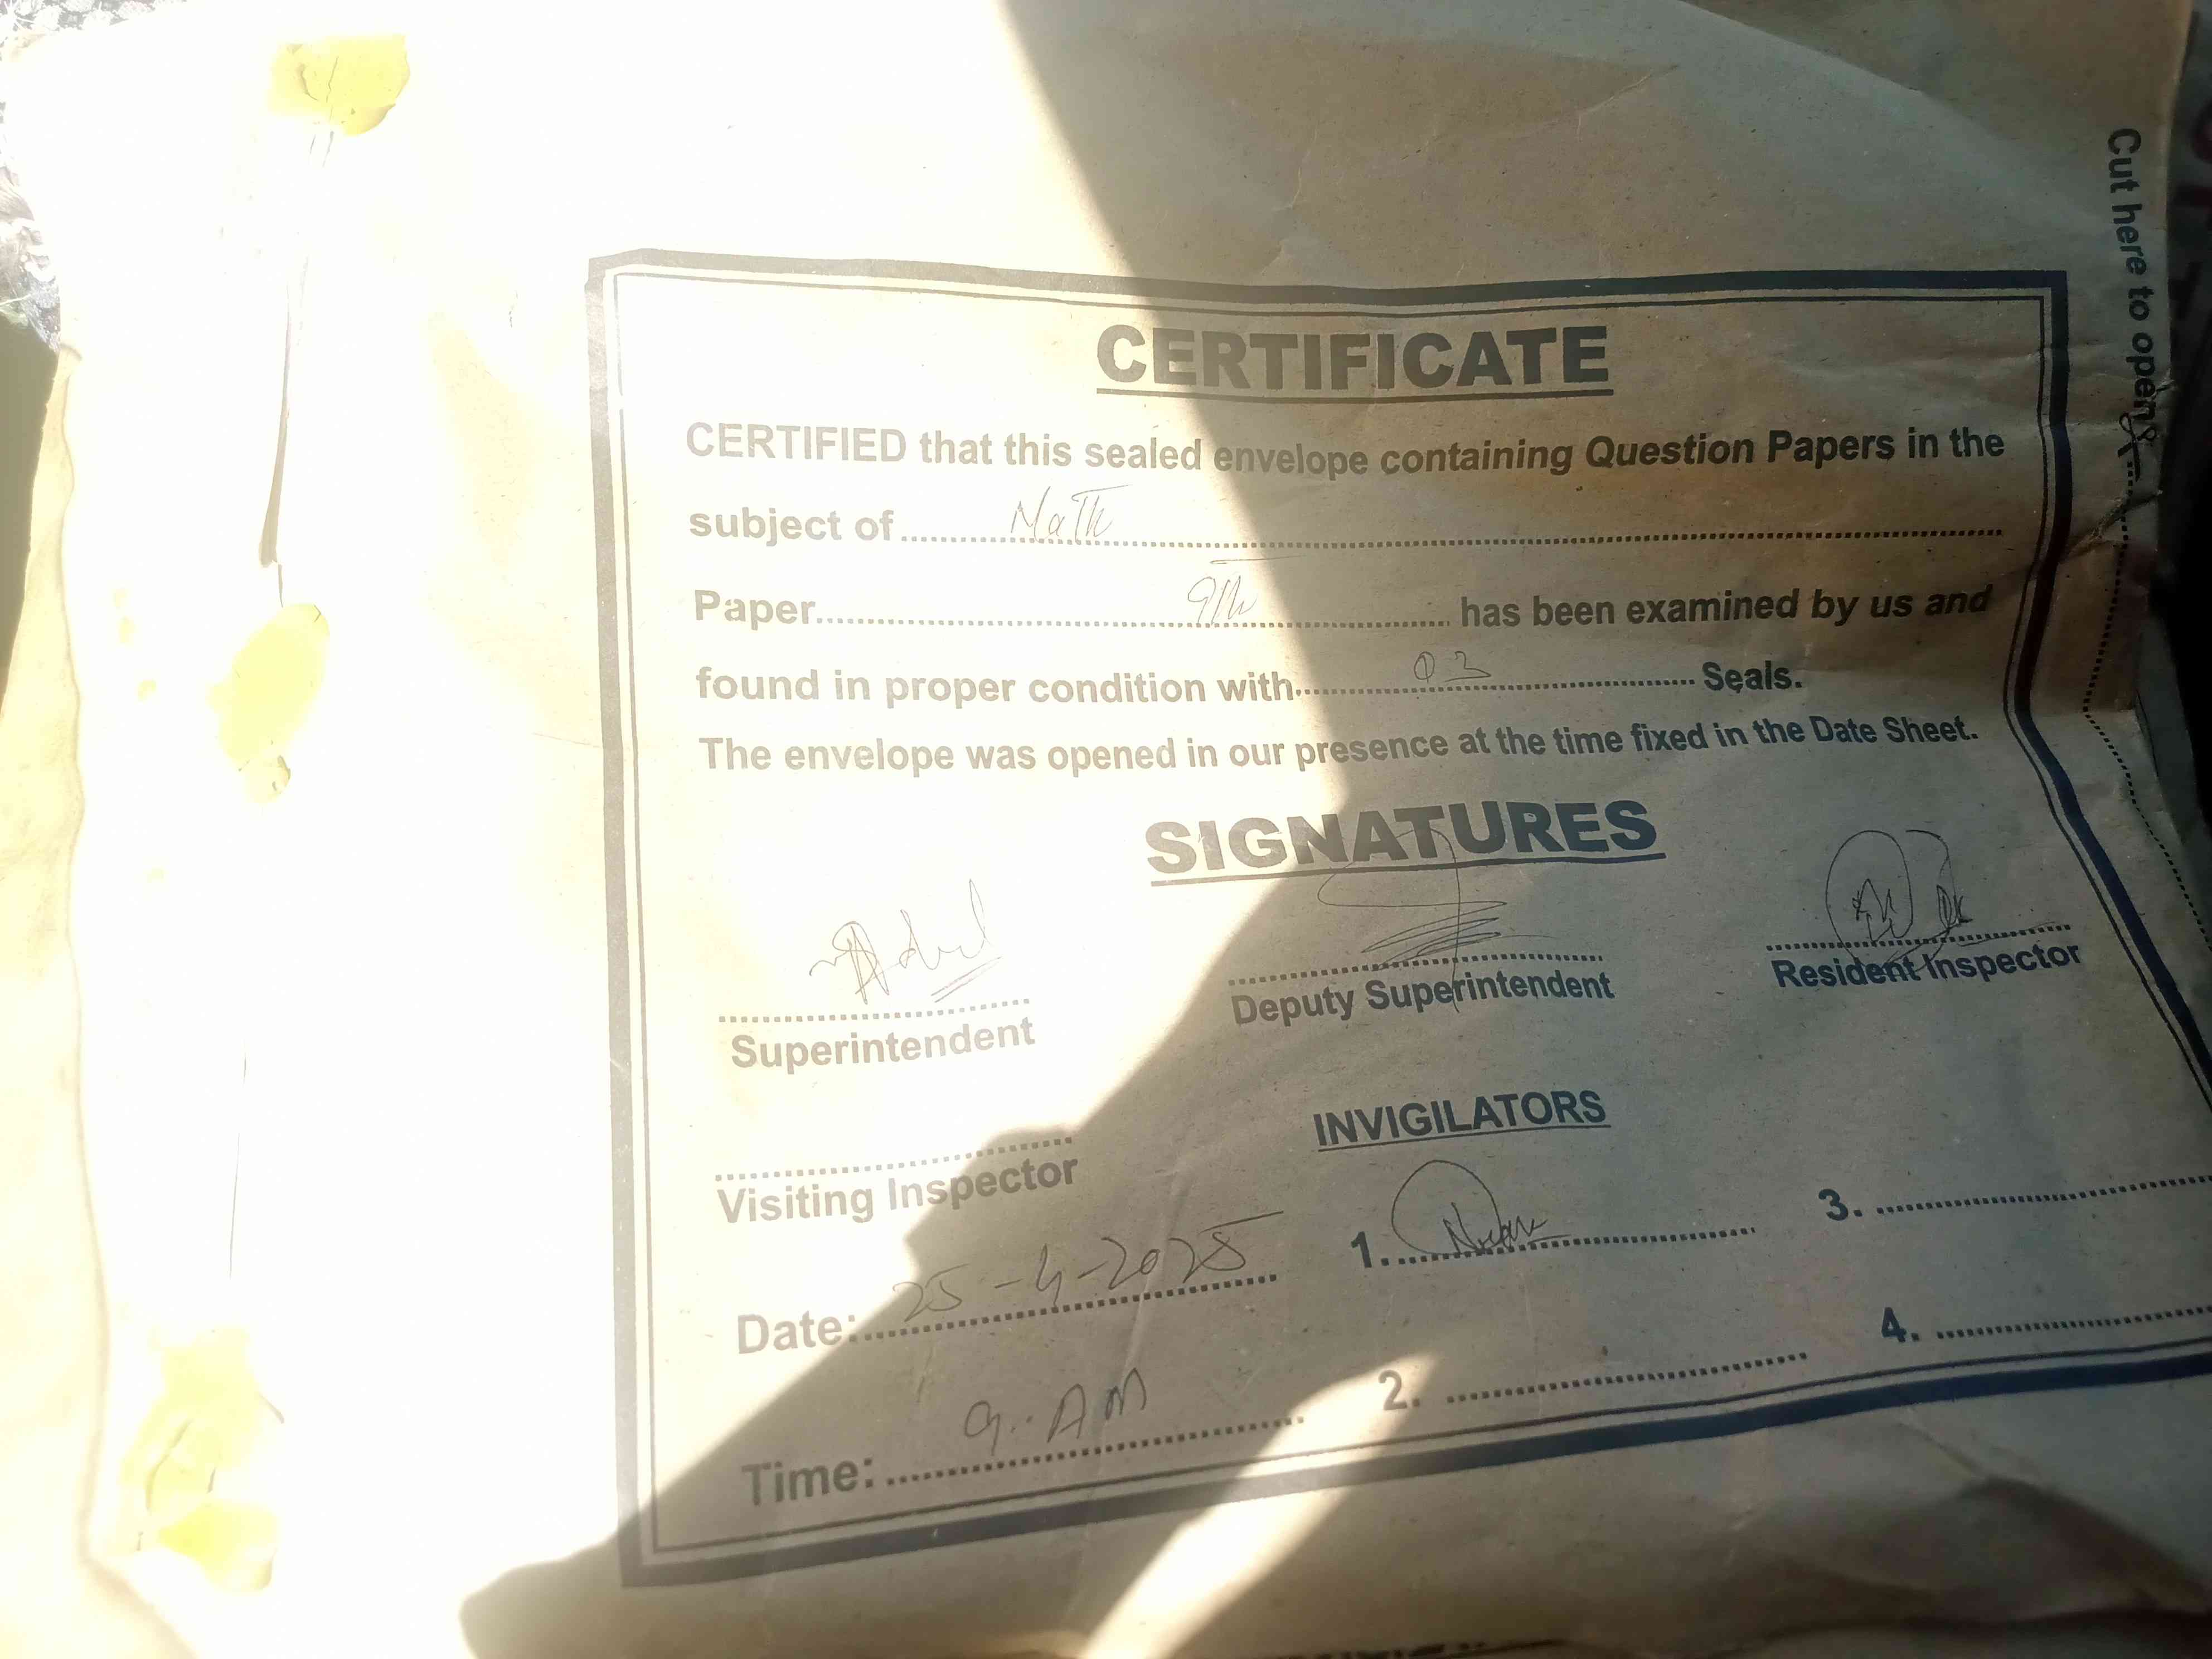 Cut here to open
CERTIFICATE
CERTIFIED that this sealed envelope containing Question Papers in the
subject of Math
Paper 9th has been examined by us and
found in proper condition with 03 Seals.
The envelope was opened in our presence at the time fixed in the Date Sheet.
SIGNATURES
Superintendent
Deputy Superintendent
Resident Inspector
Visiting Inspector
INVIGILATORS
1.
2.
3.
4.
Date: 25-4-2025
Time: 9:AM